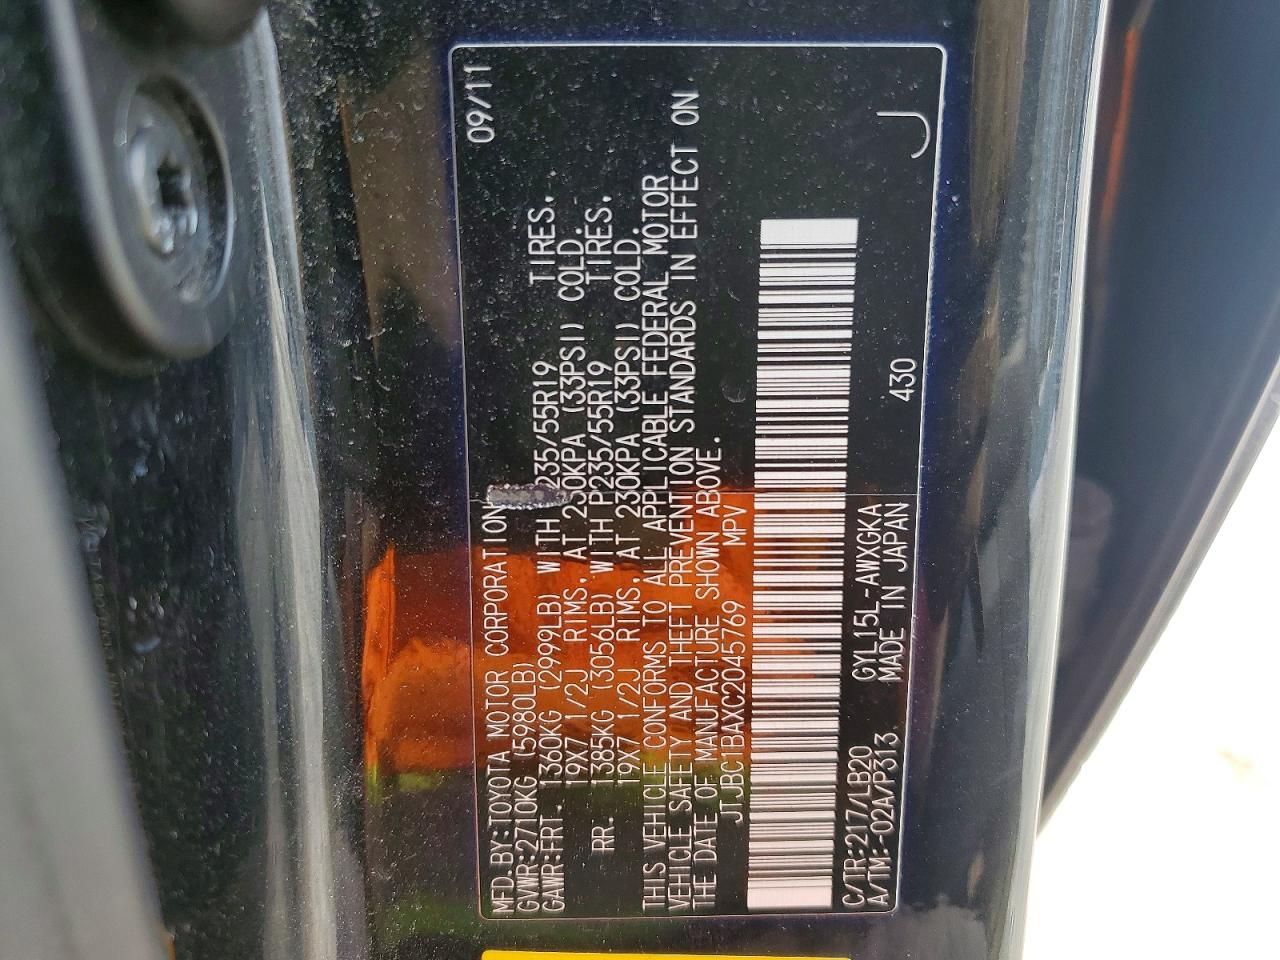 MFD.BY:TOYOTA MOTOR CORPORATION 09/11
GVWR:2710KG (5980LB)
GAWR:FRT. 1360KG (2999LB) WITH 235/55R19 TIRES.
19X7 1/2J RIMS. AT 230KPA (33PSI) COLD.
RR. 1385KG (3056LB) WITH P235/55R19 TIRES.
19X7 1/2J RIMS. AT 230KPA (33PSI) COLD.
THIS VEHICLE CONFORMS TO ALL APPLICABLE FEDERAL MOTOR
VEHICLE SAFETY AND THEFT PREVENTION STANDARDS IN EFFECT ON
THE DATE OF MANUFACTURE SHOWN ABOVE.
JTJBC1BAXC2045769 MPV
C/TR:217/LB20 GYL15L-AWXGKA 430 J
A/TM:-02A/P313 MADE IN JAPAN